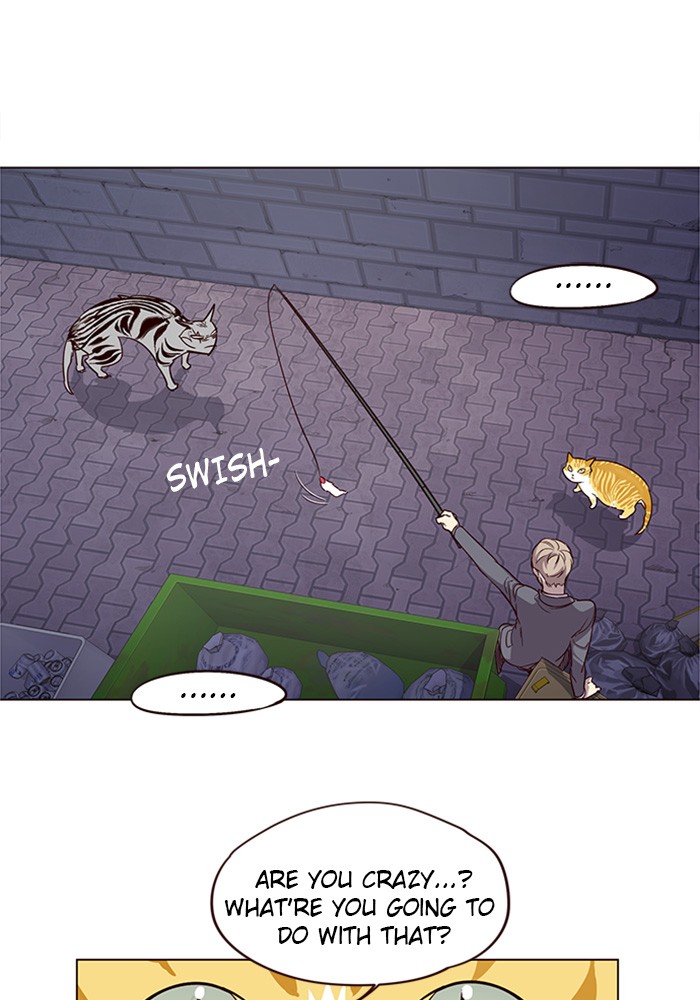 ......
SWISH-
......
ARE YOU CRAZY...?
WHAT'RE YOU GOING TO
DO WITH THAT?